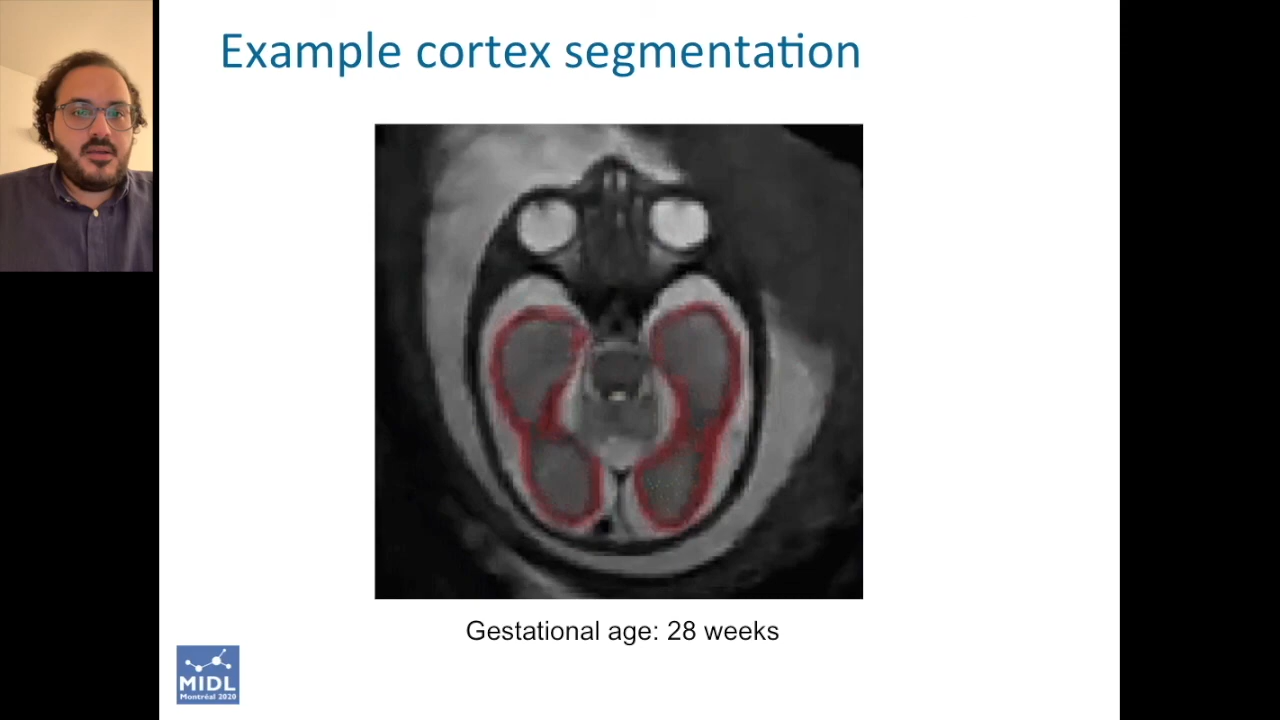 Example cortex segmentation
Gestational age: 28 weeks
MIDL
Montréal 2020